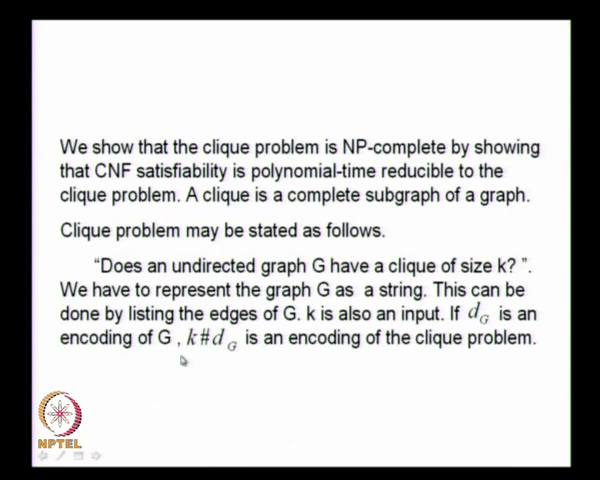 We show that the clique problem is NP-complete by showing
that CNF satisfiability is polynomial-time reducible to the
clique problem. A clique is a complete subgraph of a graph.
Clique problem may be stated as follows.
“Does an undirected graph G have a clique of size k? ”.
We have to represent the graph G as a string. This can be
done by listing the edges of G. k is also an input. If d_G is an
encoding of G , k#d_G is an encoding of the clique problem.
NPTEL